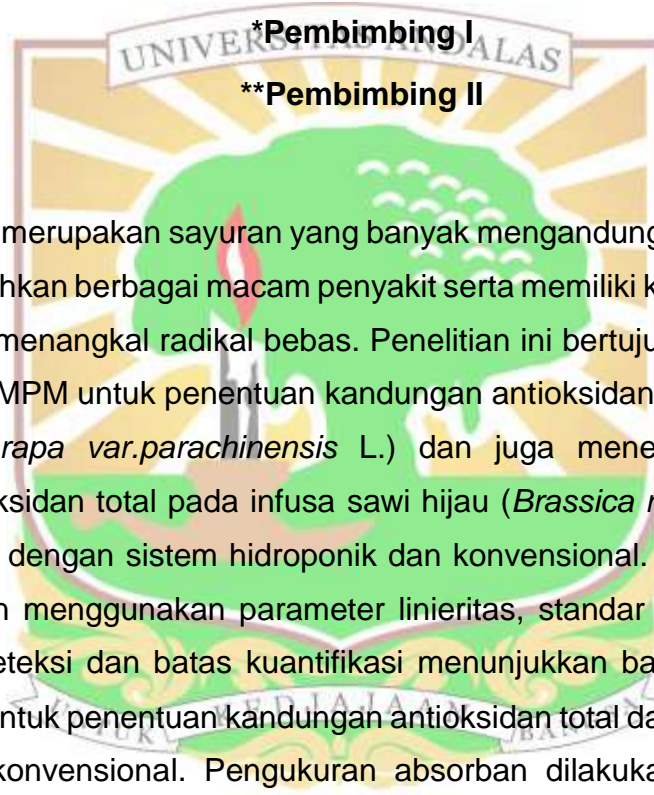 *Pembimbing I
UNIVERSITAS ANDALAS
**Pembimbing II
merupakan sayuran yang banyak mengandung
hkan berbagai macam penyakit serta memiliki k
menangkal radikal bebas. Penelitian ini bertuju
MPM untuk penentuan kandungan antioksidan
rapa var.parachinensis L.) dan juga mene
ksidan total pada infusa sawi hijau (Brassica r
dengan sistem hidroponik dan konvensional.
n menggunakan parameter linieritas, standar
eteksi dan batas kuantifikasi menunjukkan ba
UNTUK KEDJAJAAN BANGSA
ntuk penentuan kandungan antioksidan total da
konvensional. Pengukuran absorban dilakuka